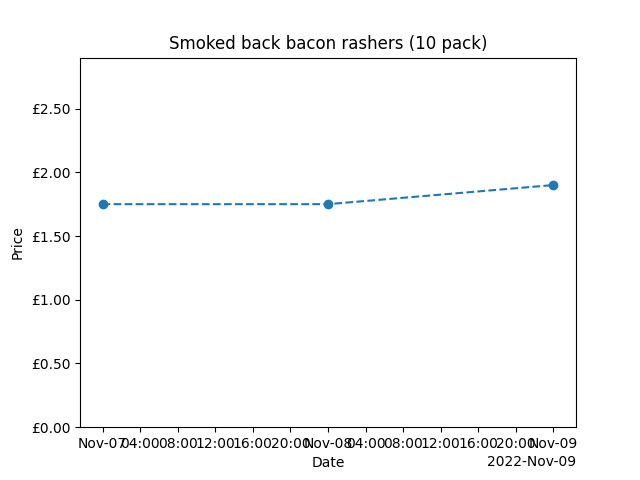 Smoked back bacon rashers (10 pack)
£2.50
£2.00
£1.50
£1.00
£0.50
£0.00
Price
Nov-07 04:00 08:00 12:00 16:00 20:00 Nov-08 04:00 08:00 12:00 16:00 20:00 Nov-09
Date
2022-Nov-09